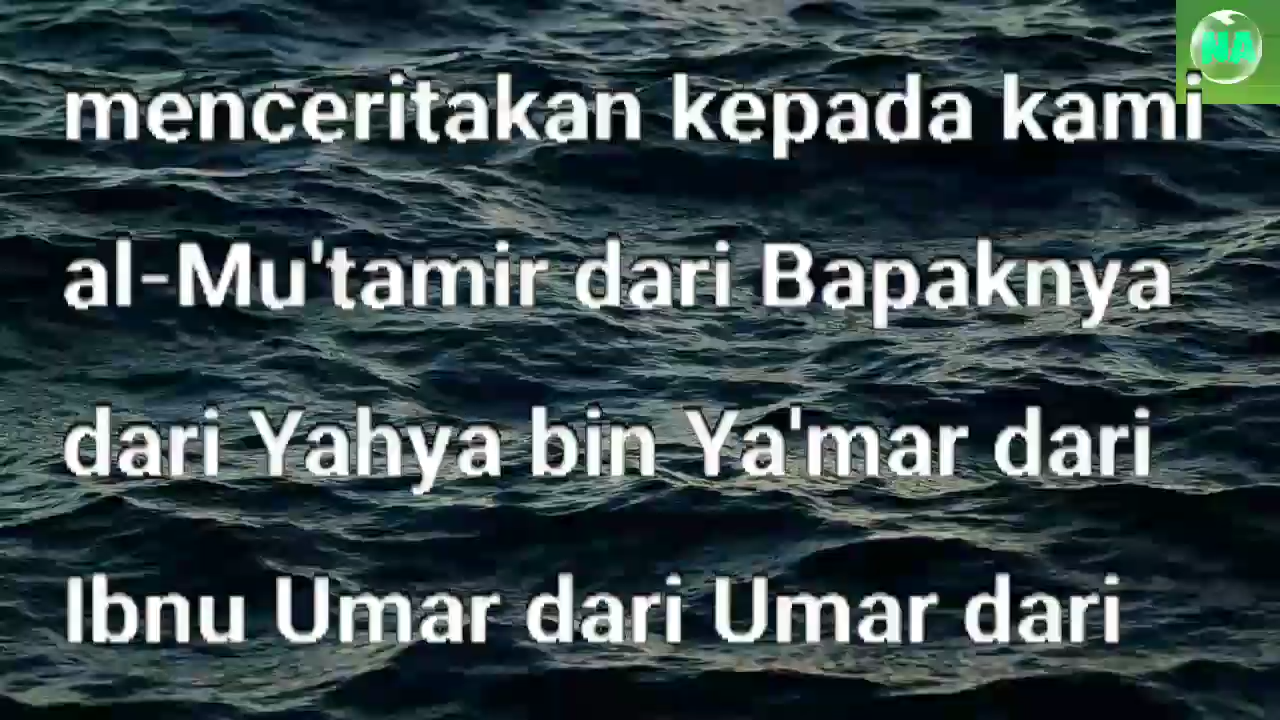 NA
menceritakan kepada kami
al-Mu'tamir dari Bapaknya
dari Yahya bin Ya'mar dari
Ibnu Umar dari Umar dari